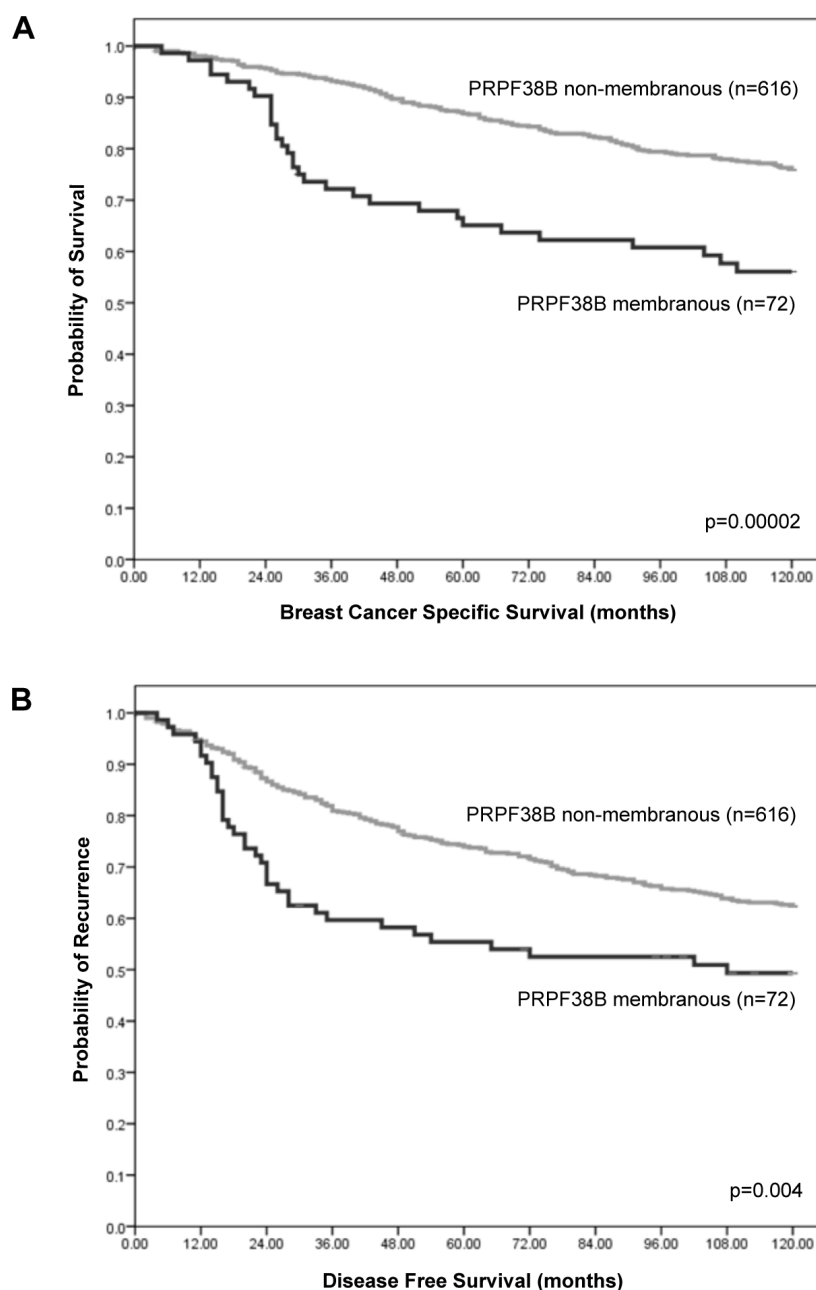 A
1.0
0.9
0.8
0.7
0.6
0.5
0.4
0.3
0.2
0.1
0.0
Probability of Survival
PRPF38B non-membranous (n=616)
PRPF38B membranous (n=72)
p=0.00002
0.00 12.00 24.00 36.00 48.00 60.00 72.00 84.00 96.00 108.00 120.00
Breast Cancer Specific Survival (months)
B
1.0
0.9
0.8
0.7
0.6
0.5
0.4
0.3
0.2
0.1
0.0
Probability of Recurrence
PRPF38B non-membranous (n=616)
PRPF38B membranous (n=72)
p=0.004
0.00 12.00 24.00 36.00 48.00 60.00 72.00 84.00 96.00 108.00 120.00
Disease Free Survival (months)